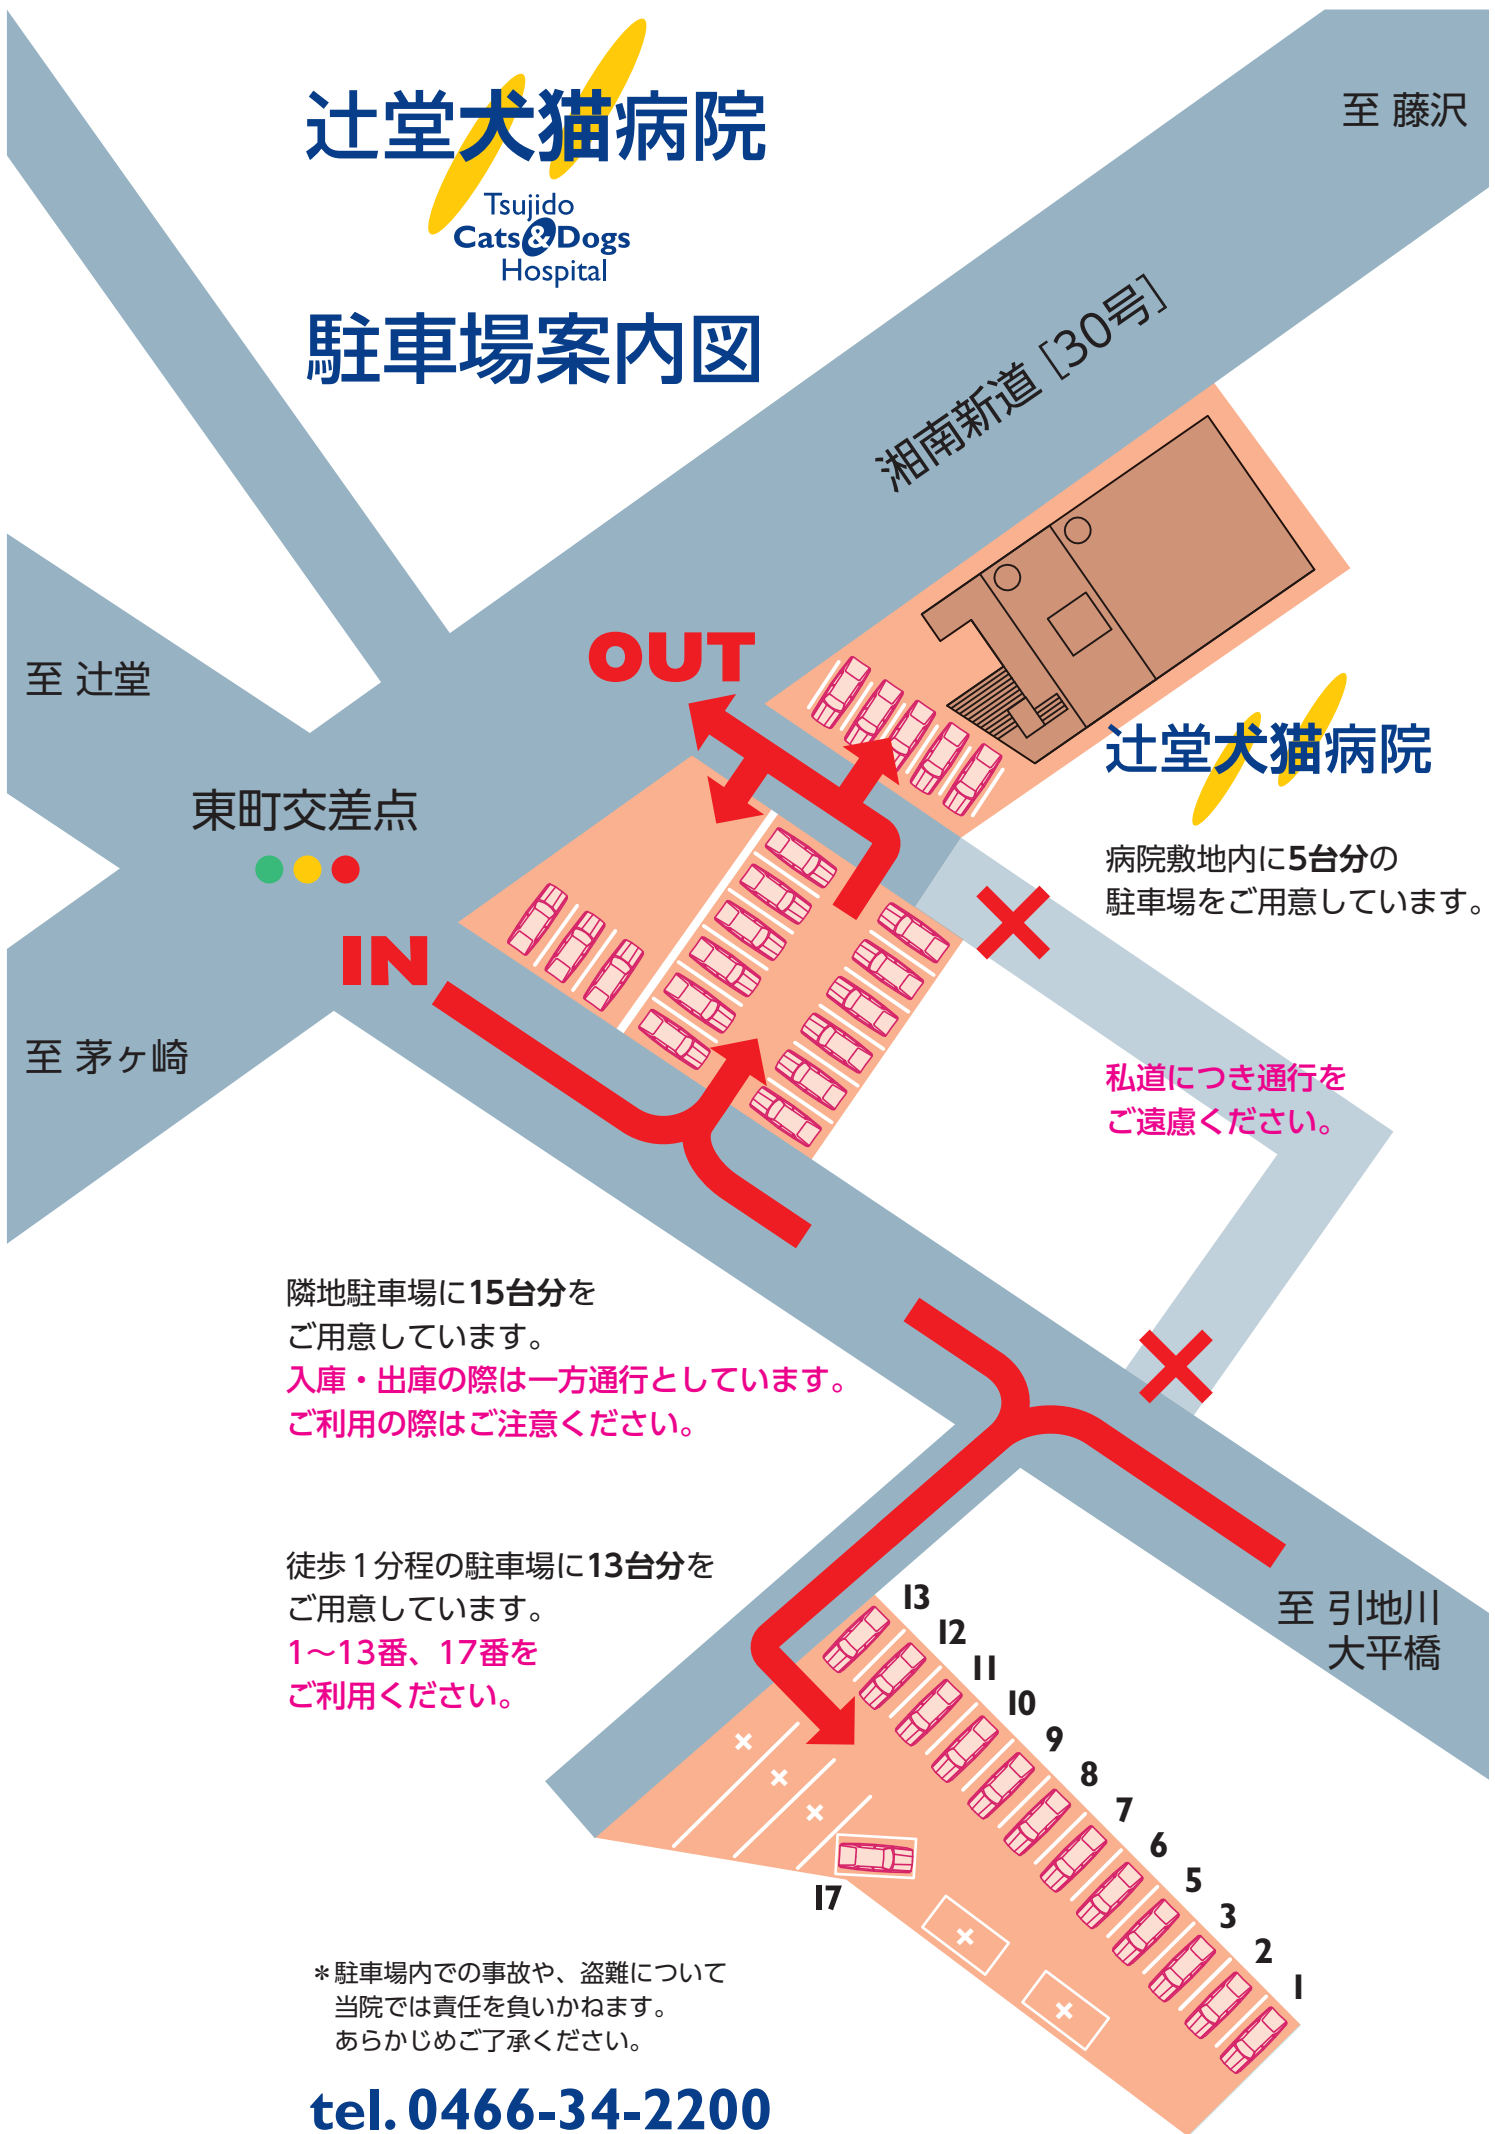 辻堂犬猫病院
Tsujido
Cats&Dogs
Hospital
駐車場案内図
至 藤沢
湘南新道 [30号]
OUT
至 辻堂
辻堂犬猫病院
東町交差点
病院敷地内に5台分の
駐車場をご用意しています。
IN
至 茅ヶ崎
私道につき通行を
ご遠慮ください。
隣地駐車場に15台分を
ご用意しています。
入庫・出庫の際は一方通行としています。
ご利用の際はご注意ください。
徒歩1分程の駐車場に13台分を
ご用意しています。
1〜13番、17番を
ご利用ください。
至 引地川
大平橋
13
12
11
10
9
8
7
6
5
3
2
1
17
＊駐車場内での事故や、盗難について
当院では責任を負いかねます。
あらかじめご了承ください。
tel. 0466-34-2200